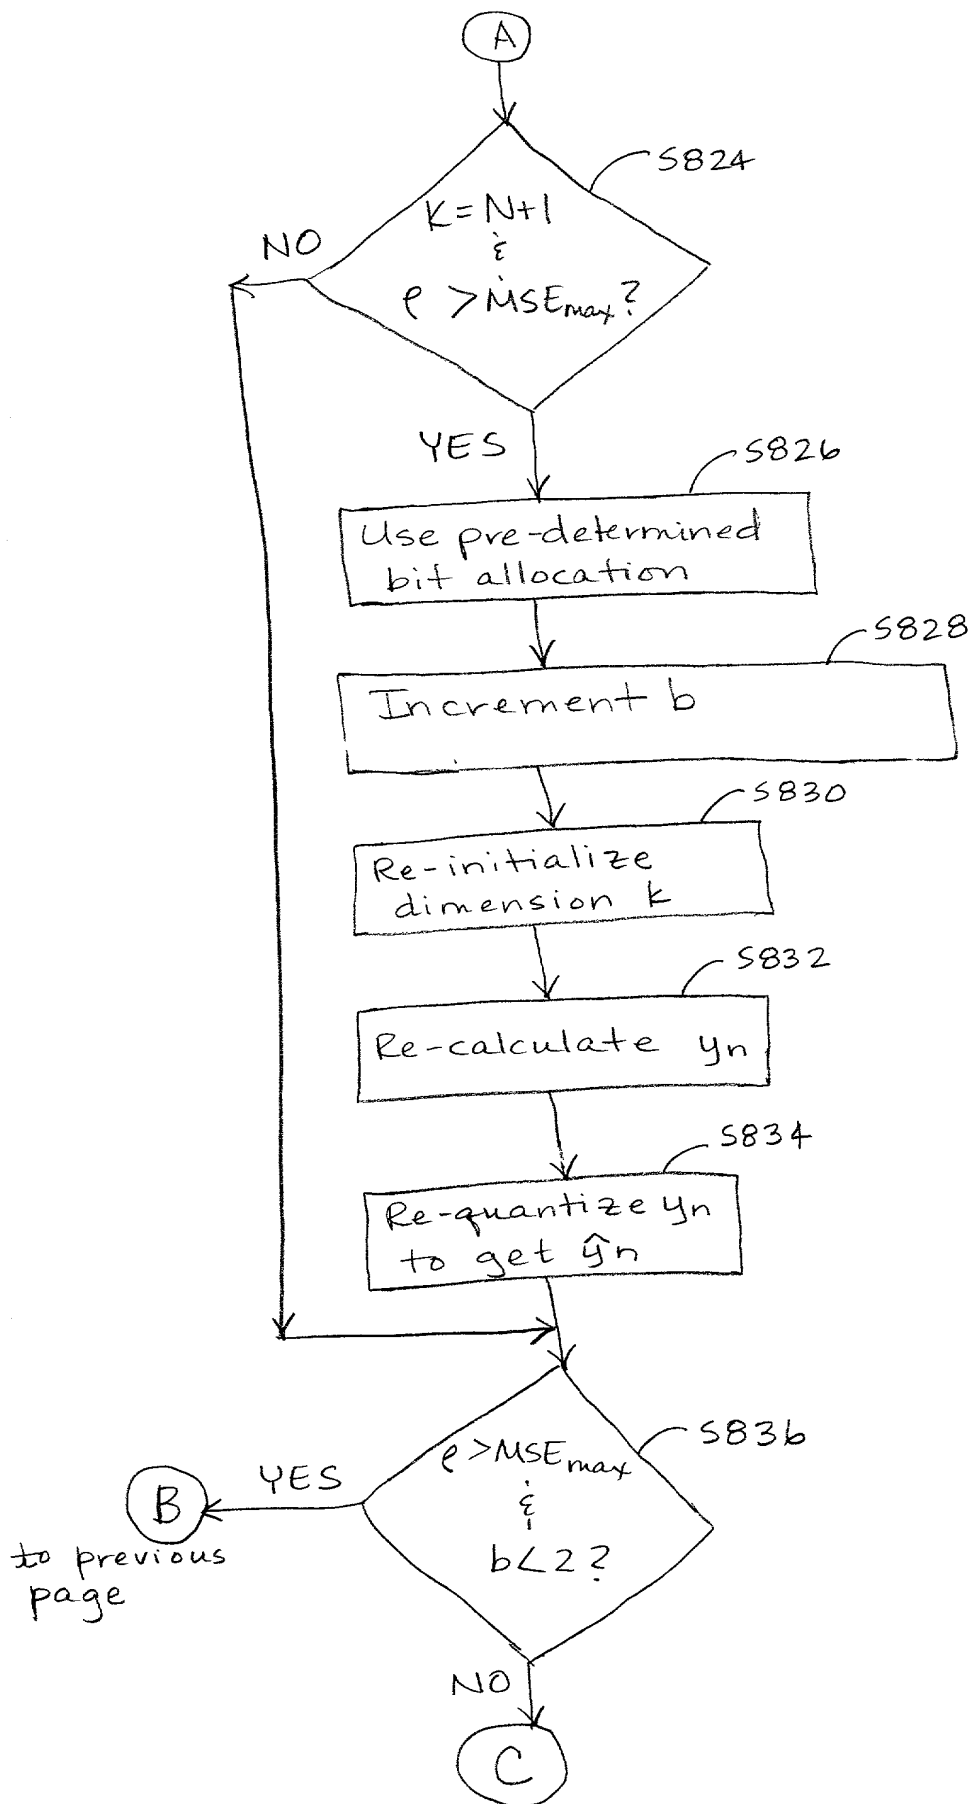 A
S824
K=N+1
&
NO
ρ >MSEmax?
YES
S826
Use pre-determined
bit allocation
S828
Increment b
S830
Re-initialize
dimension k
S832
Re-calculate yn
S834
Re-quantize yn
to get ŷn
S836
ρ>MSEmax
YES
&
B
b<2?
to previous
page
NO
C